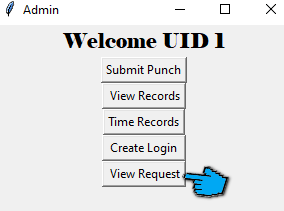 Admin
Welcome UID 1
Submit Punch
View Records
Time Records
Create Login
View Request